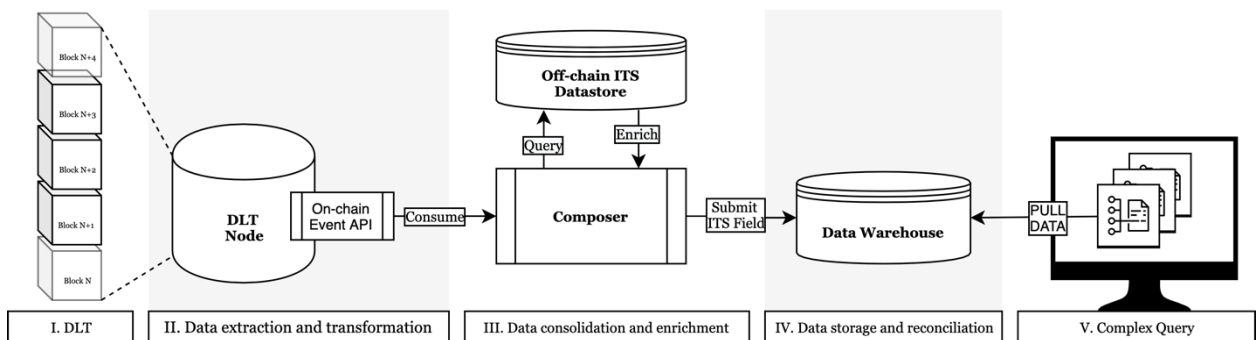 Block N+4
Block N+3
Block N+2
Block N+1
Block N
DLT
Node
On-chain
Event API
Consume
Off-chain ITS
Datastore
Query
Enrich
Composer
Submit
ITS Field
Data Warehouse
PULL
DATA
I. DLT
II. Data extraction and transformation
III. Data consolidation and enrichment
IV. Data storage and reconciliation
V. Complex Query